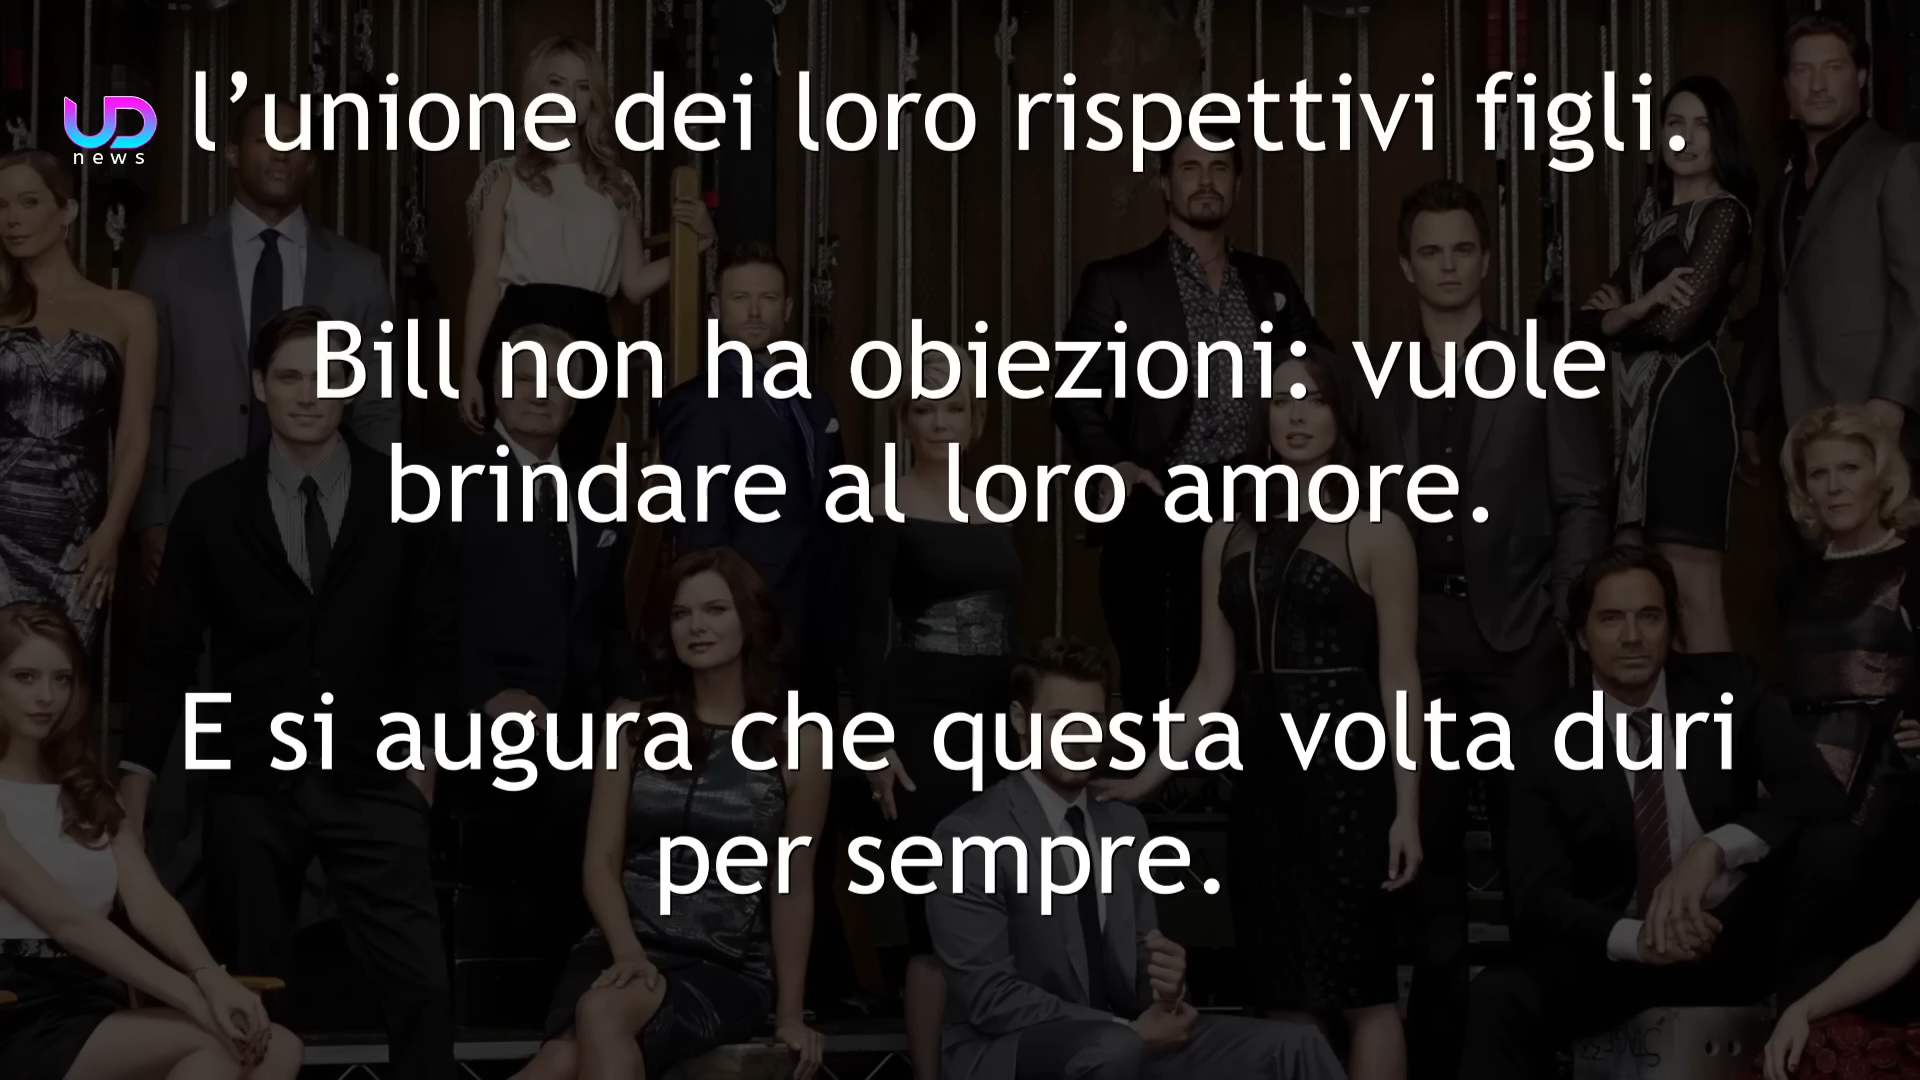 l’unione dei loro rispettivi figli.
UD
news
Bill non ha obiezioni: vuole
brindare al loro amore.
E si augura che questa volta duri
per sempre.